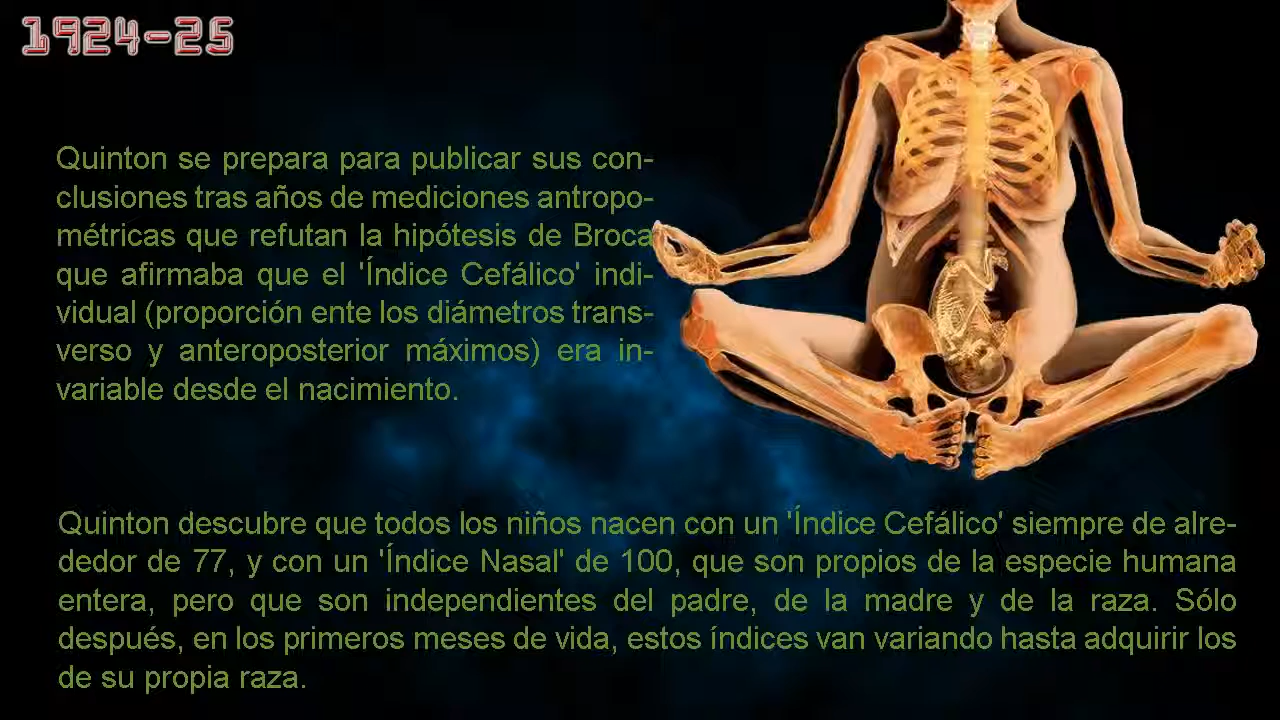 1924-25
Quinton se prepara para publicar sus con-
clusiones tras años de mediciones antropo-
métricas que refutan la hipótesis de Broca
que afirmaba que el 'Índice Cefálico' indi-
vidual (proporción ente los diámetros trans-
verso y anteroposterior máximos) era in-
variable desde el nacimiento.
Quinton descubre que todos los niños nacen con un 'Índice Cefálico' siempre de alre-
dedor de 77, y con un 'Índice Nasal' de 100, que son propios de la especie humana
entera, pero que son independientes del padre, de la madre y de la raza. Sólo
después, en los primeros meses de vida, estos índices van variando hasta adquirir los
de su propia raza.